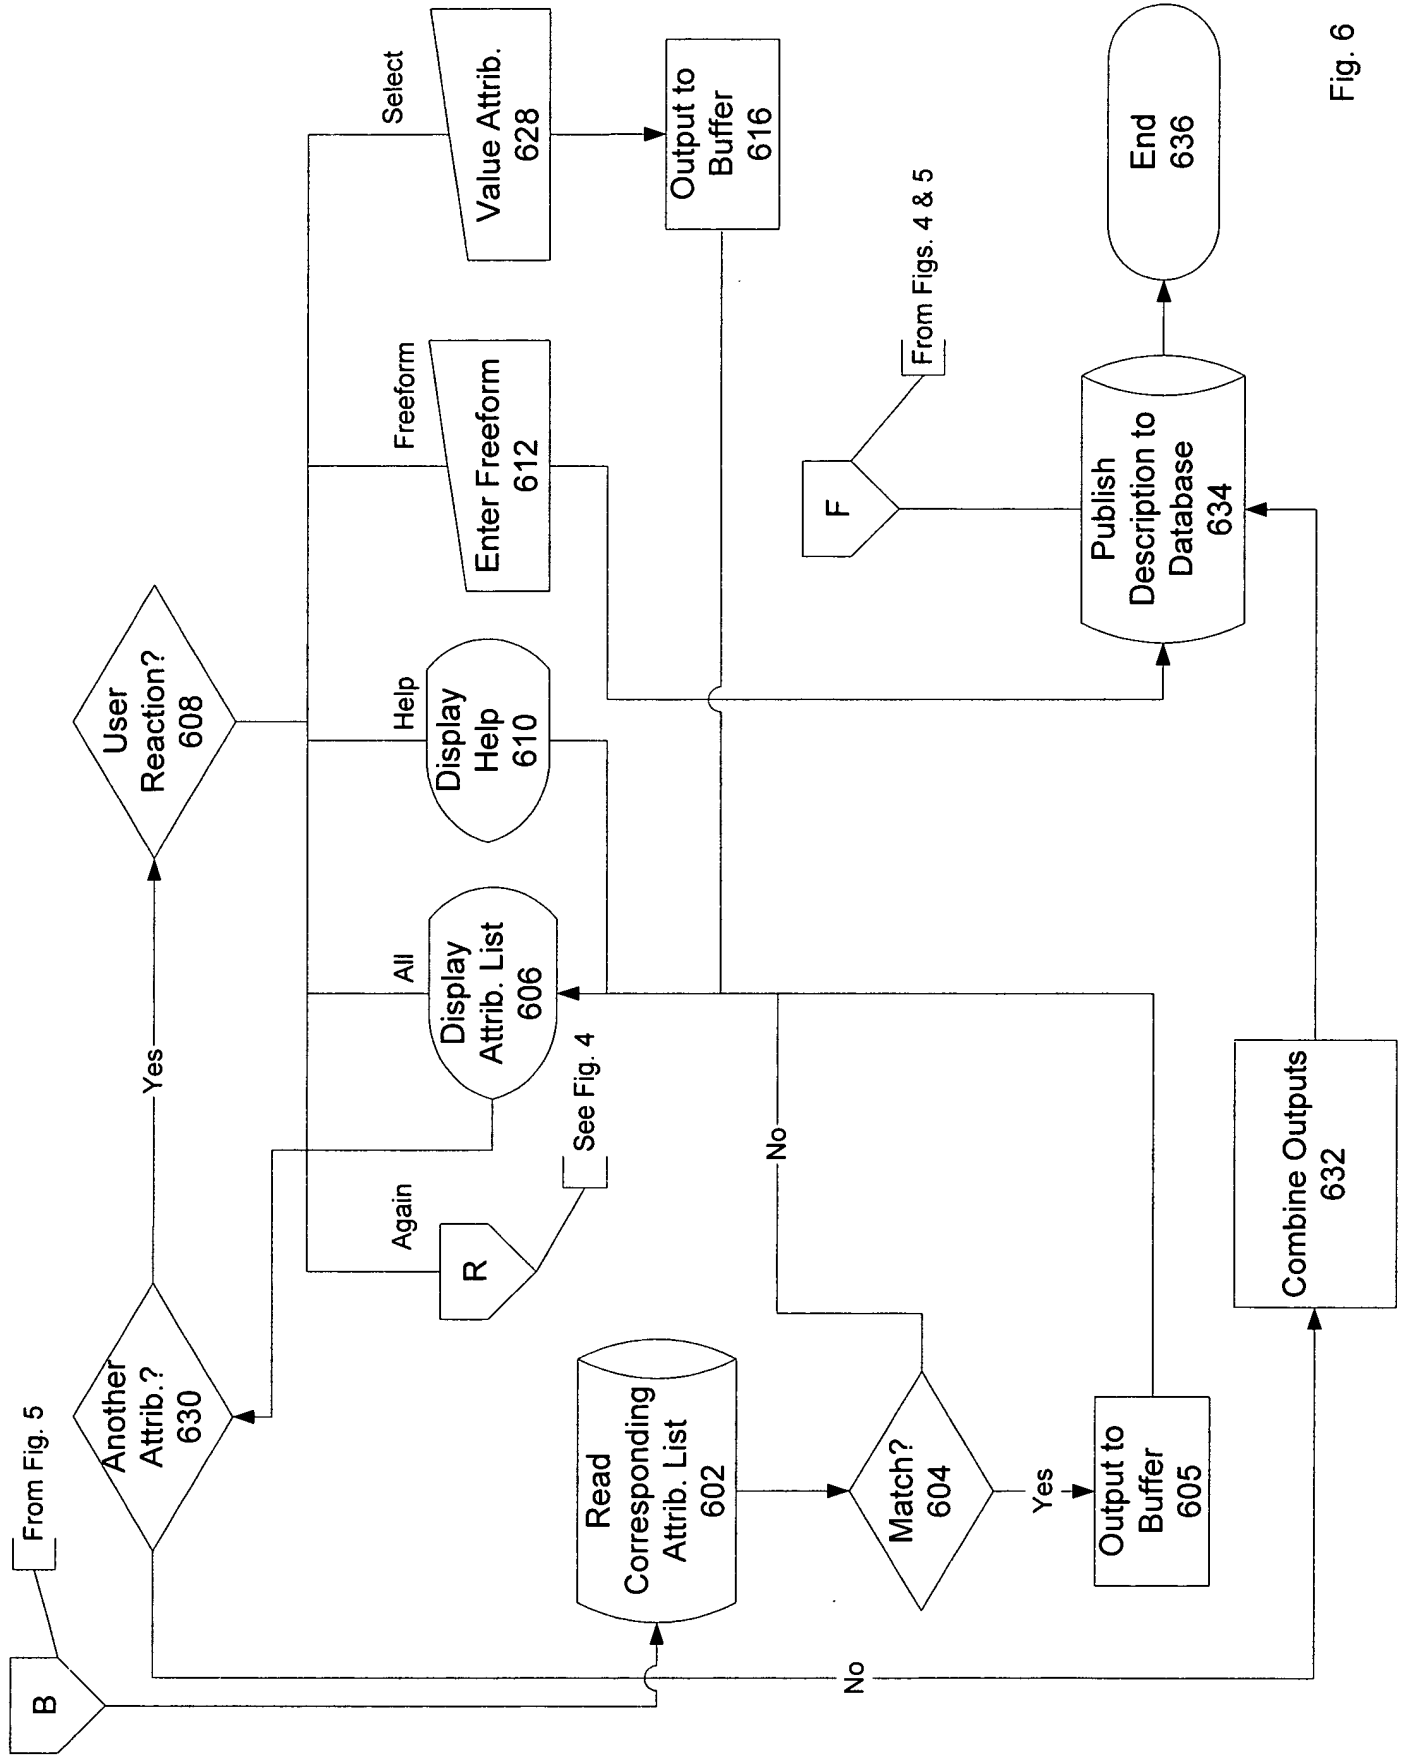 B
From Fig. 5
Another
Attrib.?
630
Yes
User
Reaction?
608
Again
All
Help
Freeform
Select
R
See Fig. 4
Display
Attrib. List
606
Display
Help
610
Enter Freeform
612
Value Attrib.
628
Output to
Buffer
616
Read
Corresponding
Attrib. List
602
Match?
604
No
Yes
Output to
Buffer
605
No
Combine Outputs
632
F
From Figs. 4 & 5
Publish
Description to
Database
634
End
636
Fig. 6